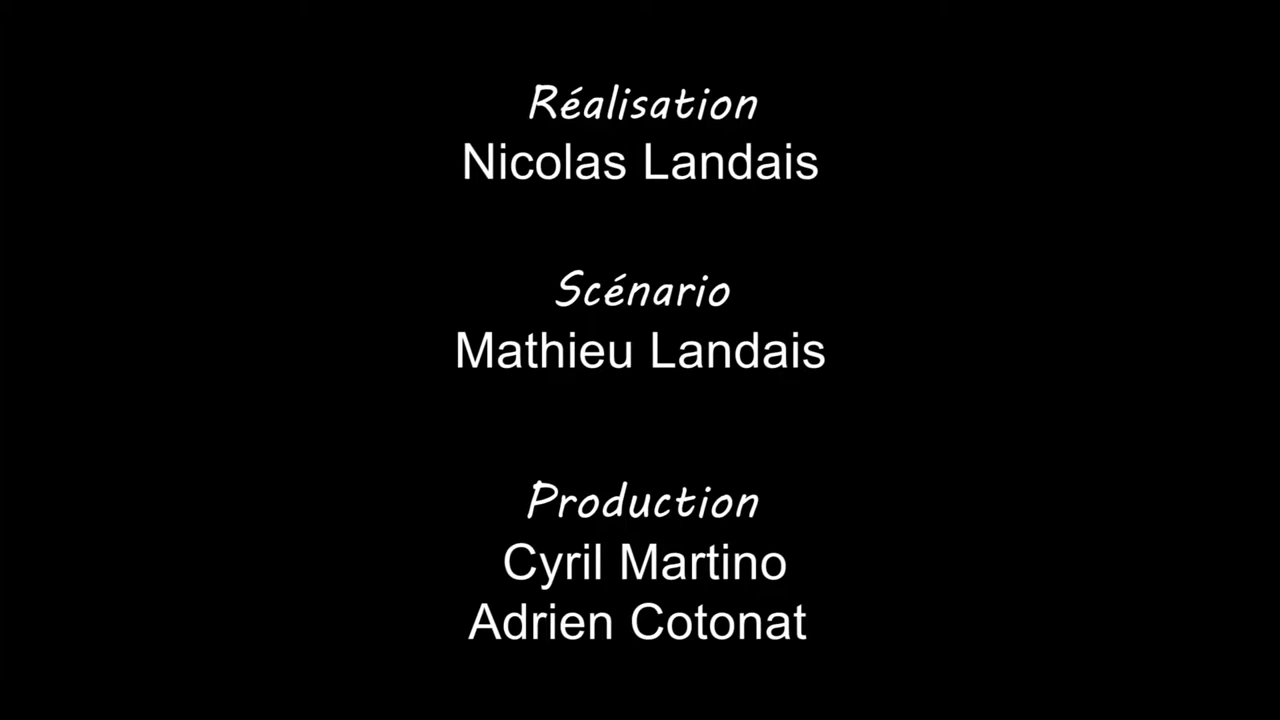 Réalisation
Nicolas Landais
Scénario
Mathieu Landais
Production
Cyril Martino
Adrien Cotonat